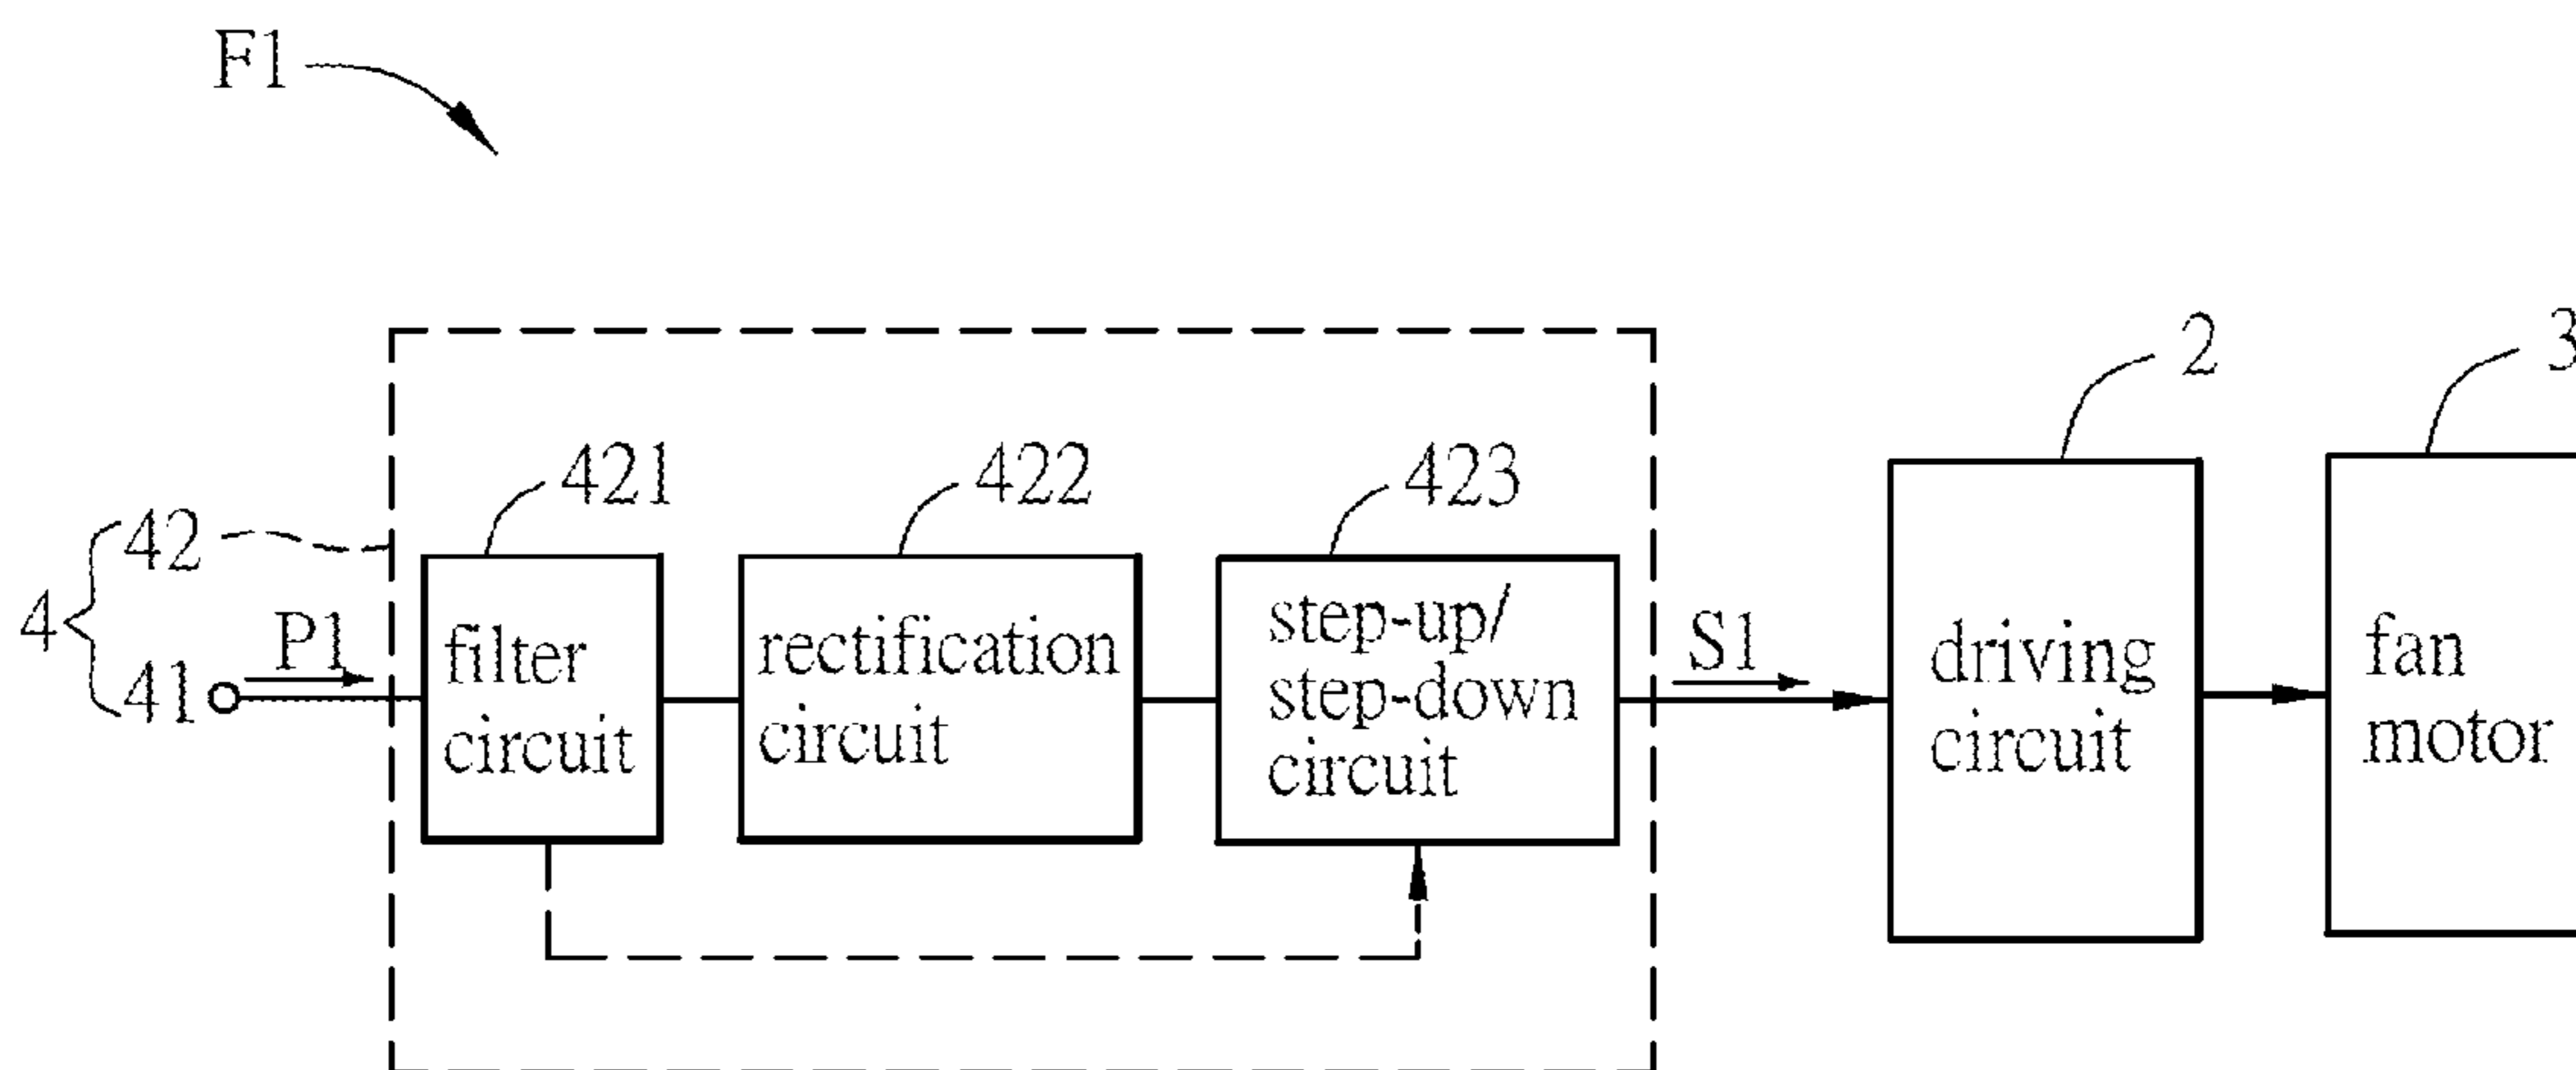 F1
2
3
421
422
423
42
4
P1
41
filter
circuit
rectification
circuit
step-up/
step-down
circuit
S1
driving
circuit
fan
motor